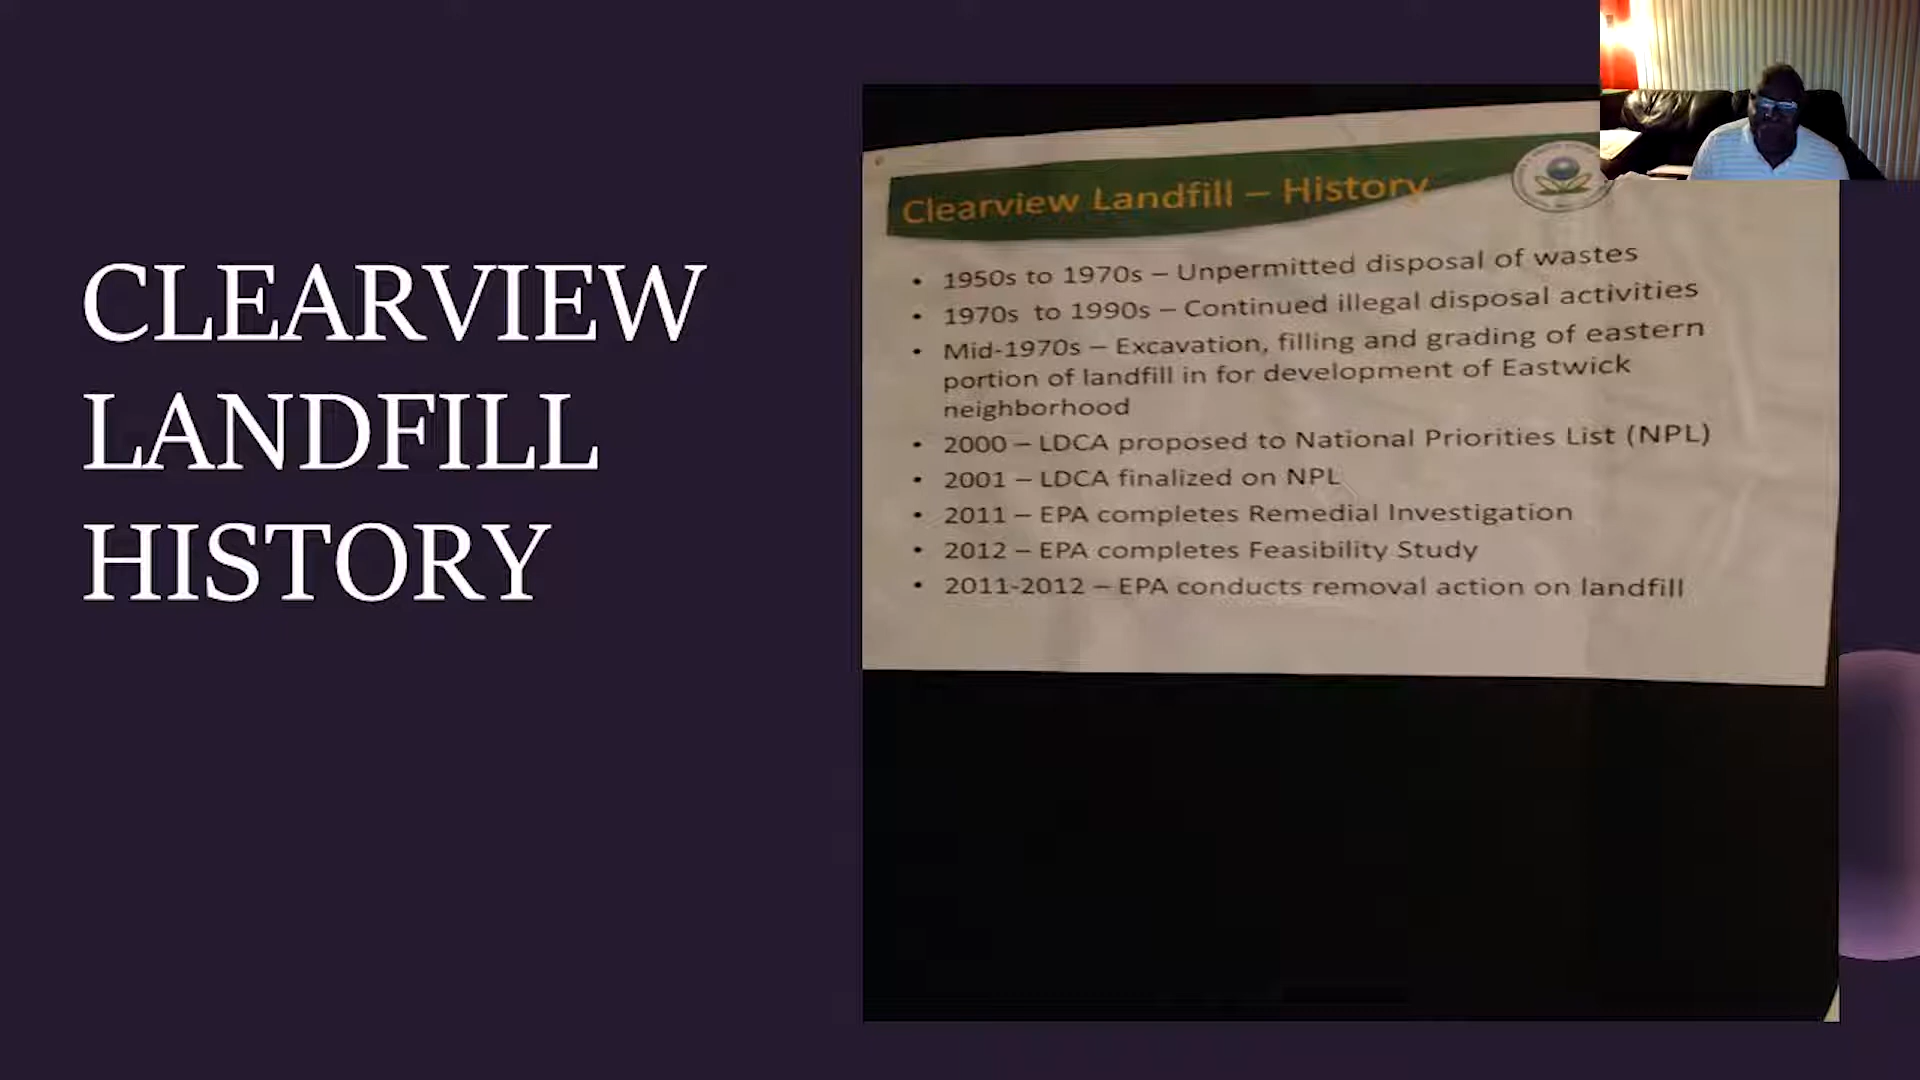 CLEARVIEW
LANDFILL
HISTORY
Clearview Landfill – History
• 1950s to 1970s – Unpermitted disposal of wastes
• 1970s to 1990s – Continued illegal disposal activities
• Mid-1970s – Excavation, filling and grading of eastern
portion of landfill in for development of Eastwick
neighborhood
• 2000 – LDCA proposed to National Priorities List (NPL)
• 2001 – LDCA finalized on NPL
• 2011 – EPA completes Remedial Investigation
• 2012 – EPA completes Feasibility Study
• 2011-2012 – EPA conducts removal action on landfill